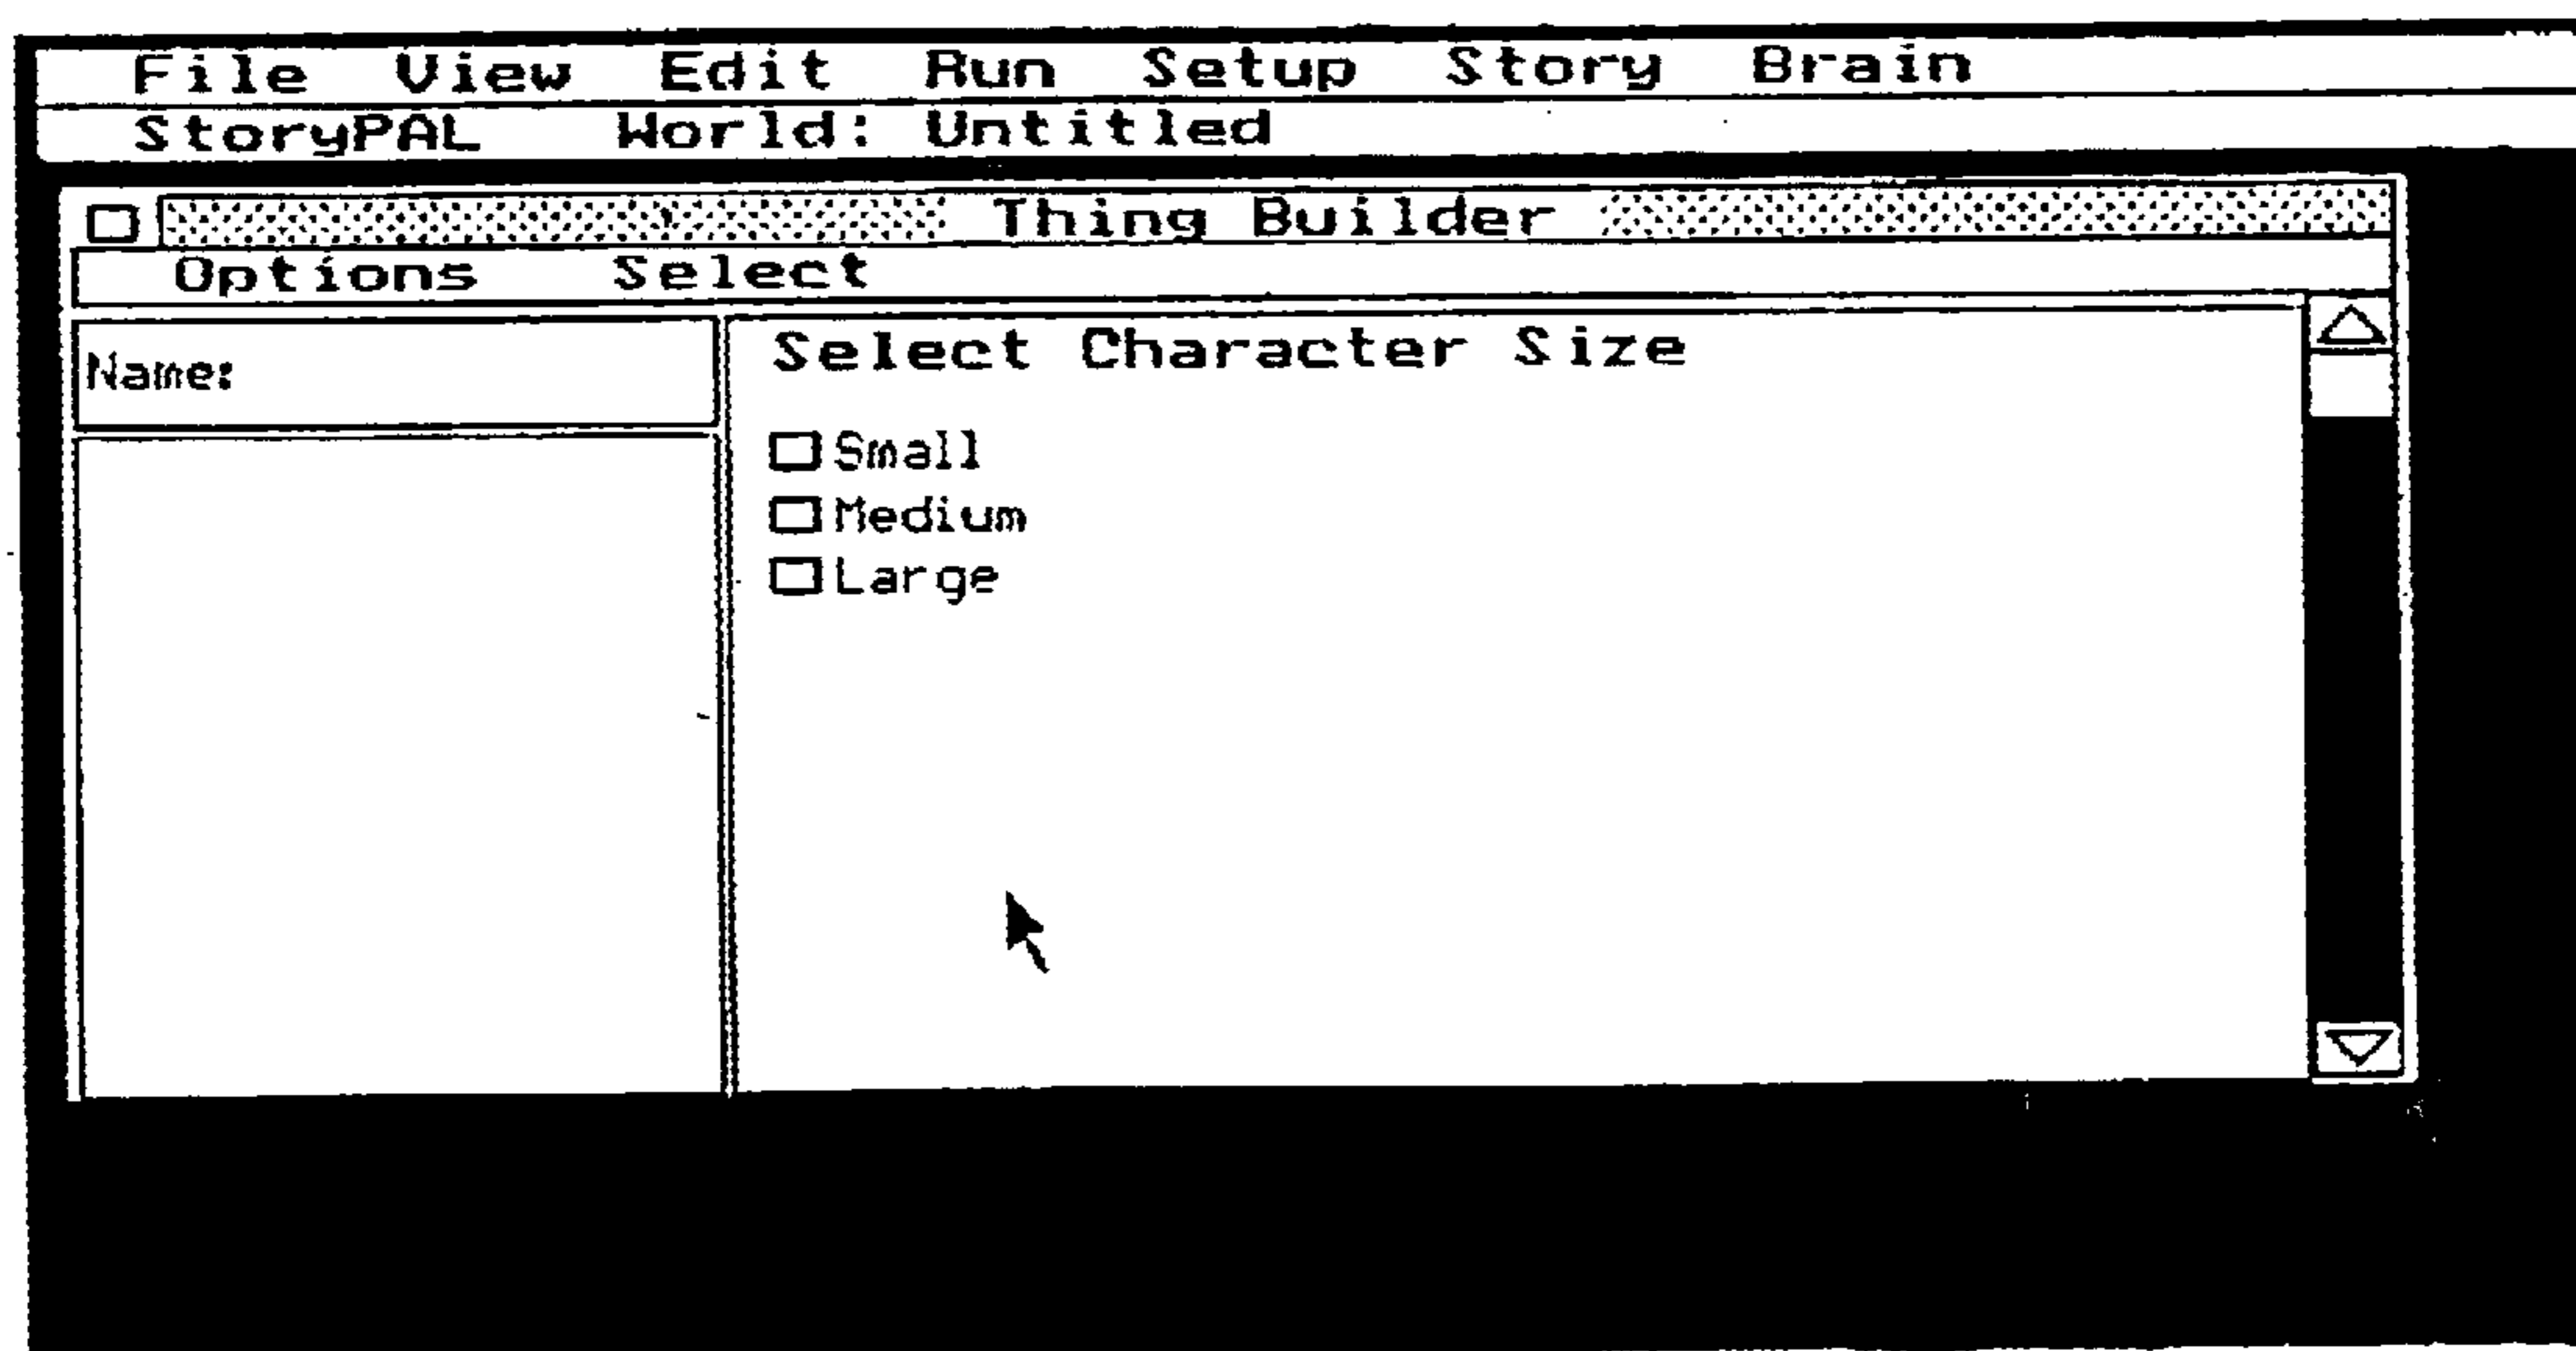 File View Edit Run Setup Story Brain
StoryPAL World: Untitled
Thing Builder
Options Select
Name:
Select Character Size
Small
Medium
Large